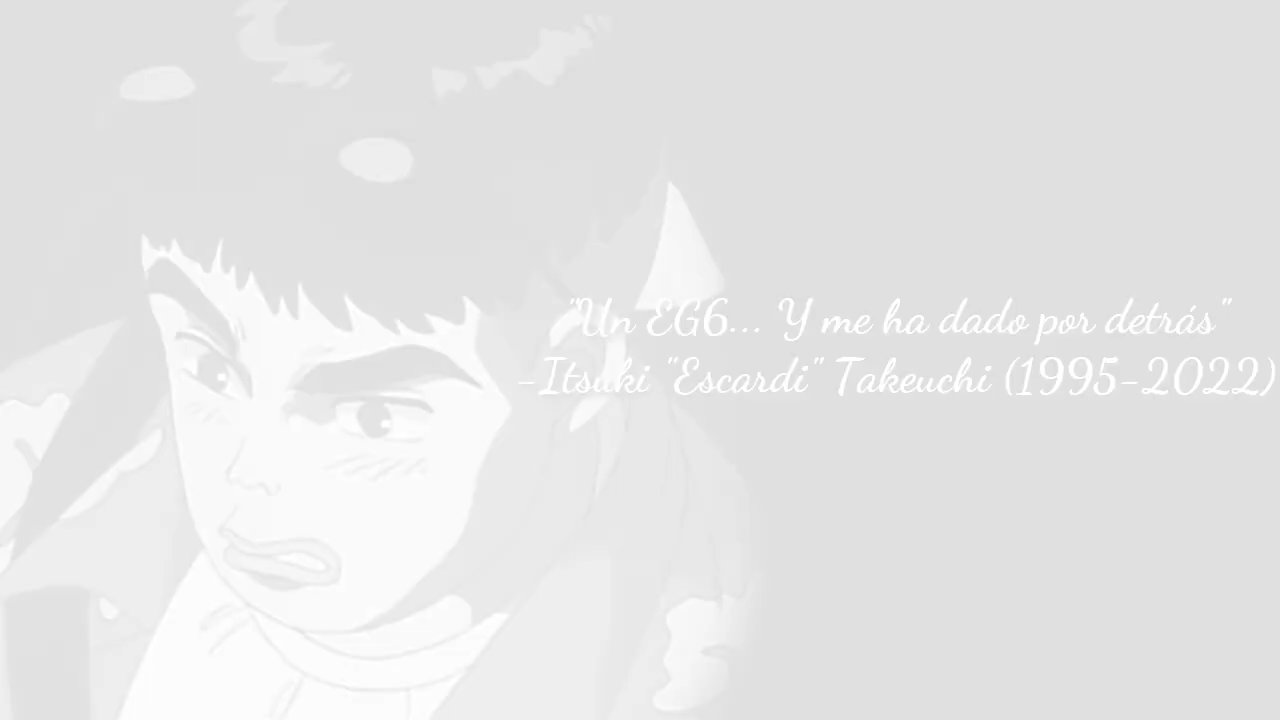 "Un EG6... Y me ha dado por detrás"
-Itsuki "Escardi" Takeuchi (1995-2022)